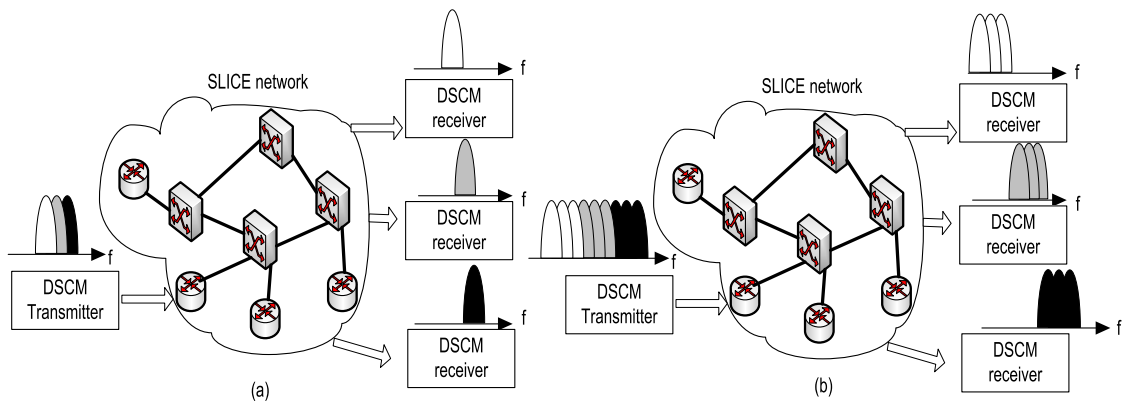 f
SLICE network
DSCM
receiver
f
DSCM
receiver
f
DSCM
Transmitter
f
DSCM
receiver
(a)
f
SLICE network
DSCM
receiver
f
DSCM
receiver
f
DSCM
Transmitter
f
DSCM
receiver
(b)